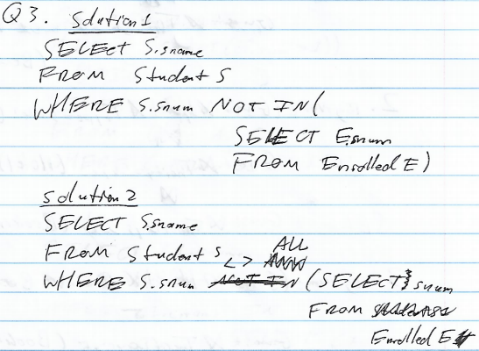 Q3. Solution 1
SELECT S.sname
FROM Student S
WHERE S.snum NOT IN (
SELECT E.snum
FROM Enrolled E)
Solution 2
SELECT S.sname
FROM Student S
WHERE S.snum <> ALL (SELECT E.snum
FROM
Enrolled E)